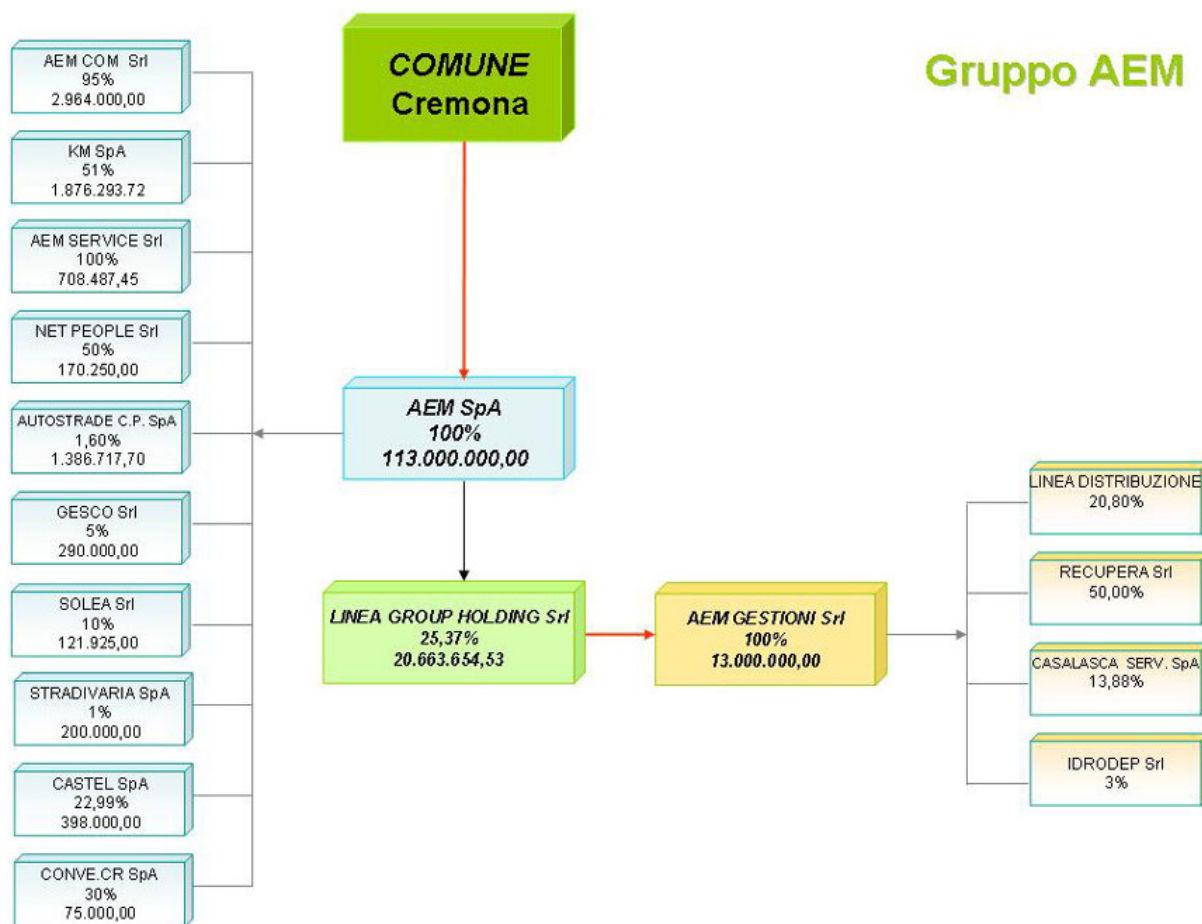 Gruppo AEM
COMUNE
Cremona
AEM COM Srl
95%
2.964.000,00
KM SpA
51%
1.876.293.72
AEM SERVICE Srl
100%
708.487,45
NET PEOPLE Srl
50%
170.250,00
AUTOSTRADE C.P. SpA
1,60%
1.386.717,70
GESCO Srl
5%
290.000,00
SOLEA Srl
10%
121.925,00
STRADIVARIA SpA
1%
200.000,00
CASTEL SpA
22,99%
398.000,00
CONVE.CR SpA
30%
75.000,00
AEM SpA
100%
113.000.000,00
LINEA GROUP HOLDING Srl
25,37%
20.663.654,53
AEM GESTIONI Srl
100%
13.000.000,00
LINEA DISTRIBUZIONE
20,80%
RECUPERA Srl
50,00%
CASALASCA SERV. SpA
13,88%
IDRODEP Srl
3%